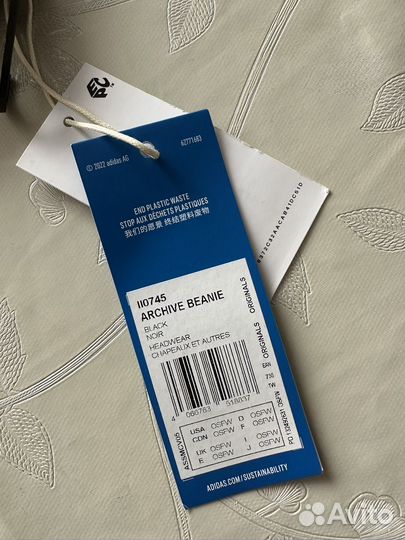 © 2022 adidas AG
62771683
END PLASTIC WASTE
STOP AUX DÉCHETS PLASTIQUES
我们的愿景 终结塑料废物
II0745
ARCHIVE BEANIE
BLACK
NOIR
HEADWEAR
CHAPEAUX ET AUTRES
ORIGINALS
ORIGINALS
USA OSFW D OSFW
CDN OSFW F OSFW
UK OSFW I OSFW
E OSFW J OSFW
ADIDAS.COM/SUSTAINABILITY
Avito